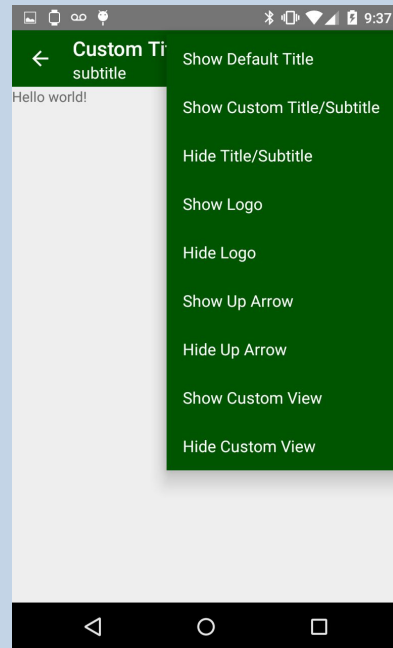 9:37
Custom Ti
subtitle
Hello world!
Show Default Title
Show Custom Title/Subtitle
Hide Title/Subtitle
Show Logo
Hide Logo
Show Up Arrow
Hide Up Arrow
Show Custom View
Hide Custom View